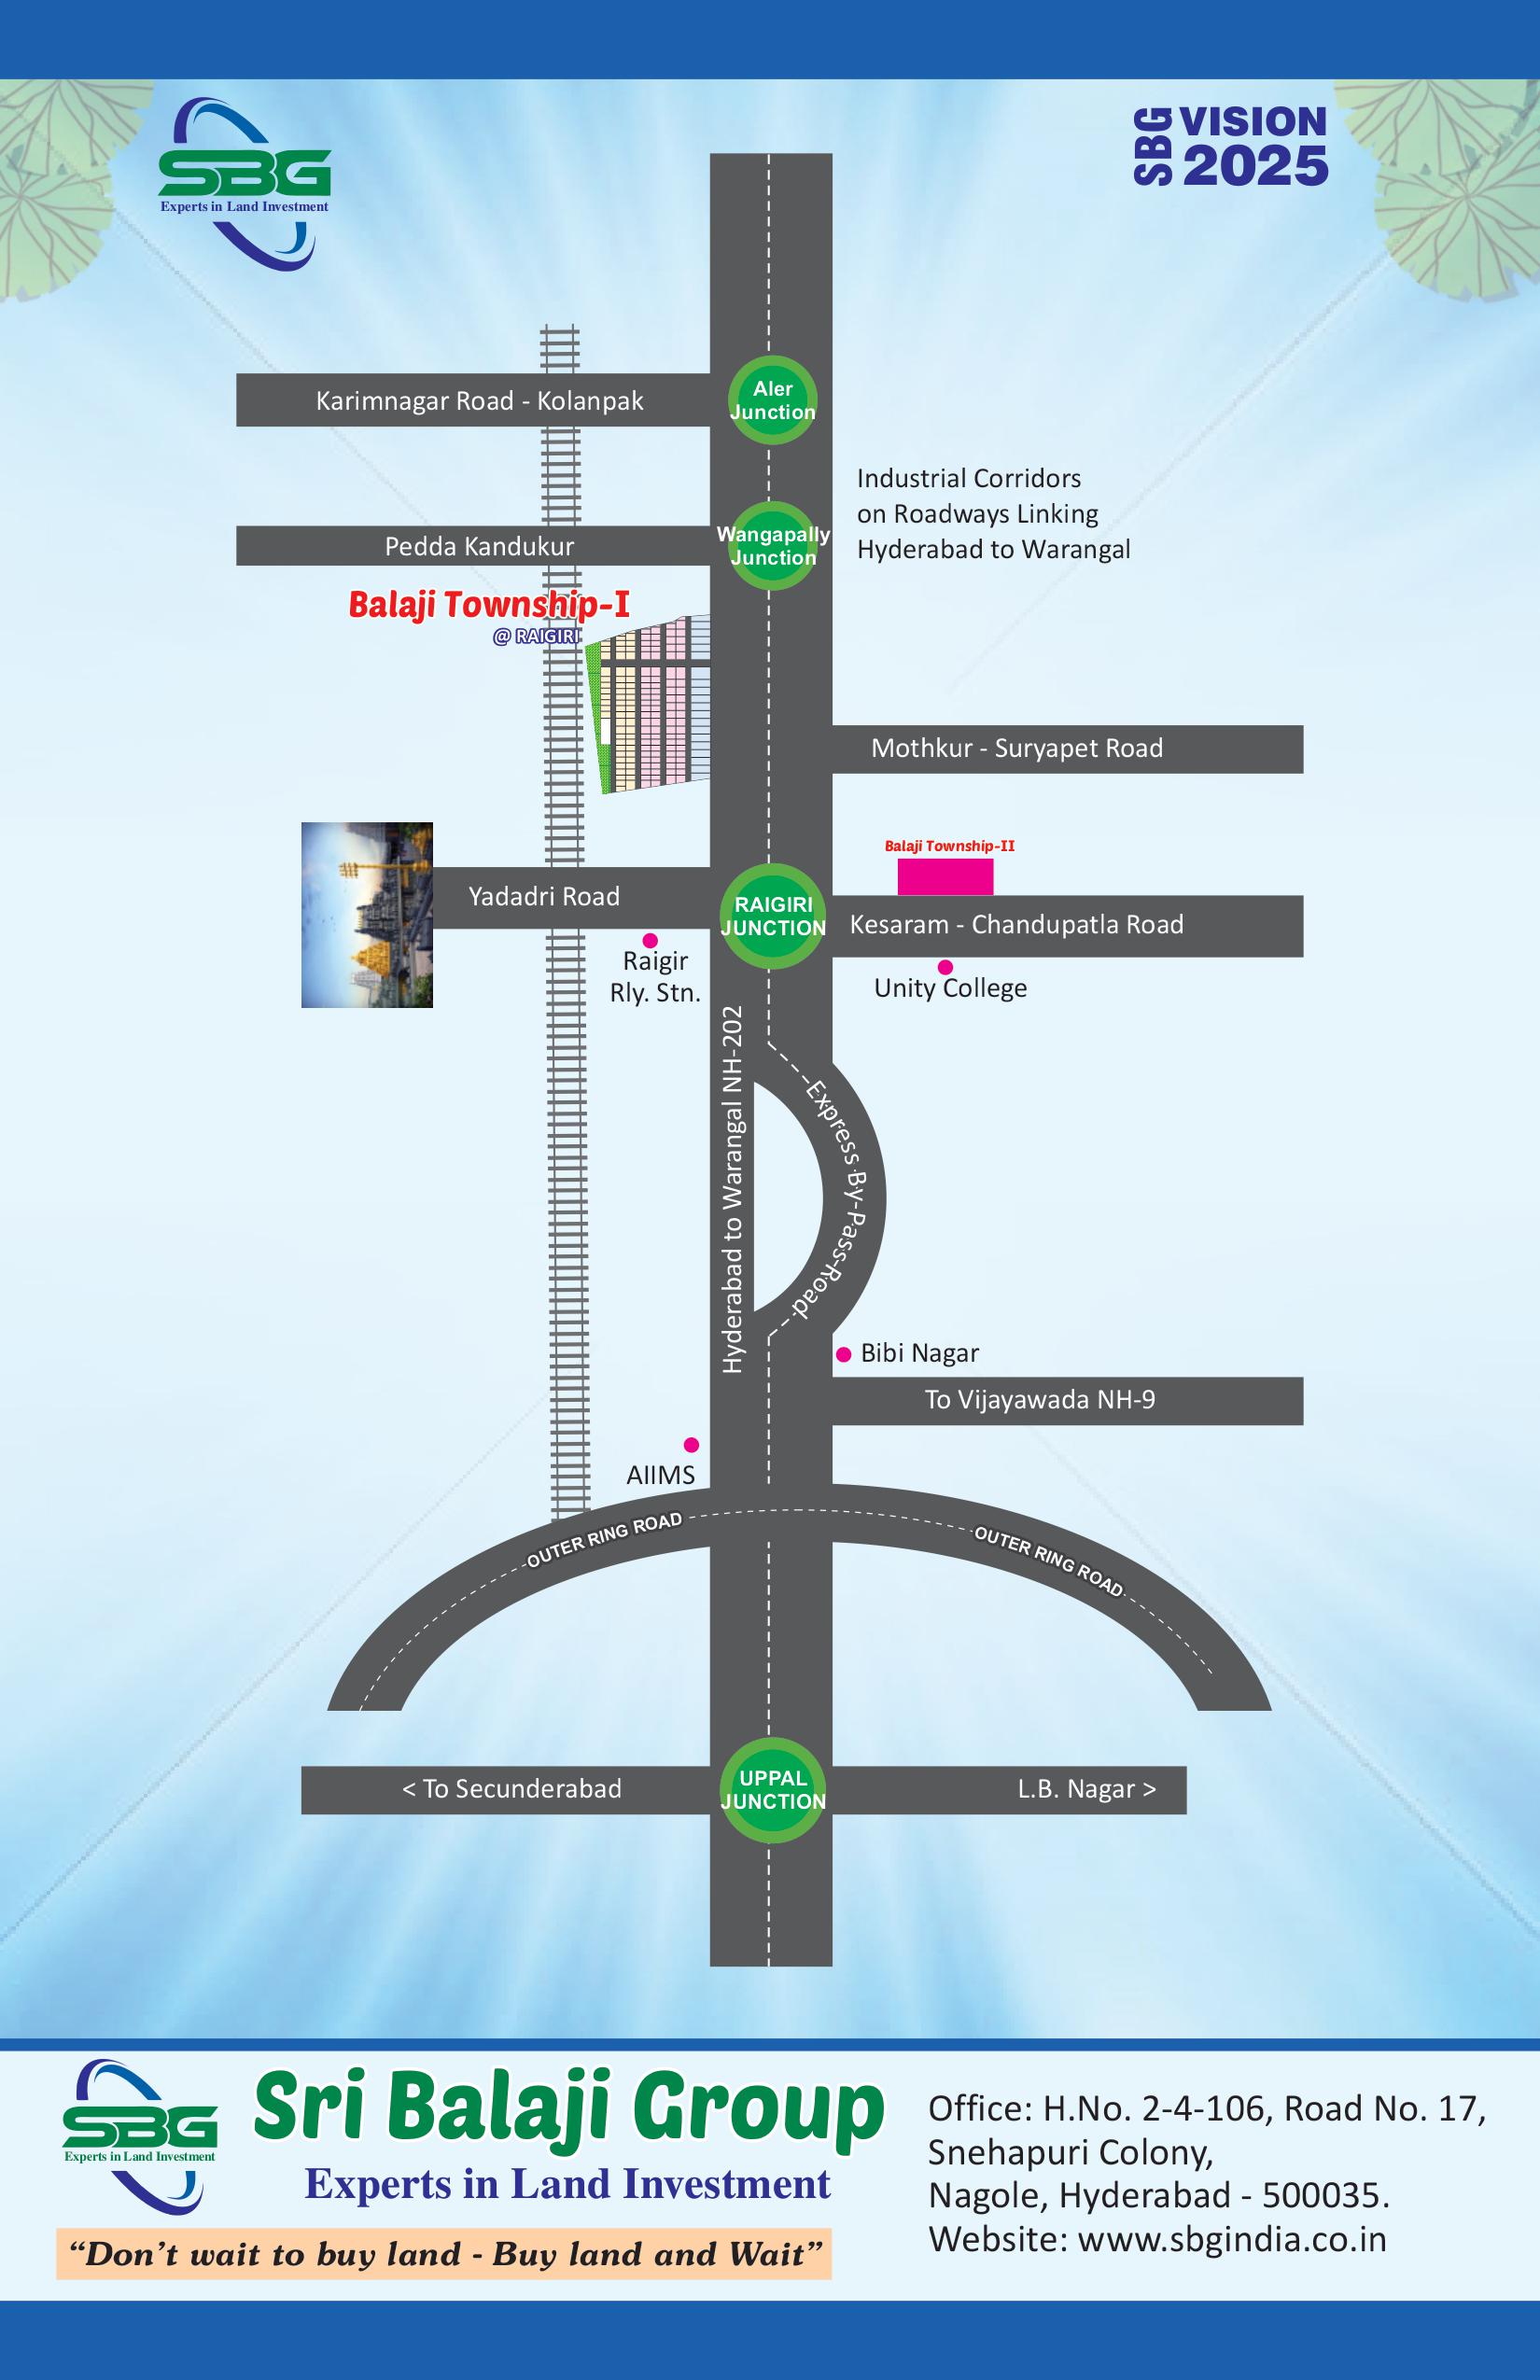 SBG
Experts in Land Investment
SBG
VISION
2025
Aler
Junction
Karimnagar Road - Kolanpak
Industrial Corridors
on Roadways Linking
Hyderabad to Warangal
Wangapally
Junction
Pedda Kandukur
Balaji Township-I
@ RAIGIRI
Mothkur - Suryapet Road
Balaji Township-II
Yadadri Road
RAIGIRI
JUNCTION
Kesaram - Chandupatla Road
Raigir
Rly. Stn.
Unity College
Hyderabad to Warangal NH-202
Express By-Pass-Road
Bibi Nagar
To Vijayawada NH-9
AIIMS
OUTER RING ROAD
OUTER RING ROAD
< To Secunderabad
UPPAL
JUNCTION
L.B. Nagar >
SBG
Experts in Land Investment
Sri Balaji Group
Experts in Land Investment
“Don’t wait to buy land - Buy land and Wait”
Office: H.No. 2-4-106, Road No. 17,
Snehapuri Colony,
Nagole, Hyderabad - 500035.
Website: www.sbgindia.co.in